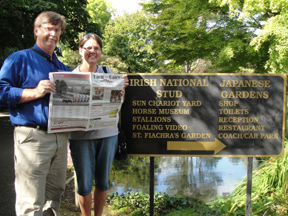 IRISH NATIONAL STUD
SUN CHARIOT YARD
HORSE MUSEUM
STALLIONS
FOALING VIDEO
ST. FIACHRA'S GARDEN
JAPANESE GARDENS
SHOP
TOILETS
RECEPTION
RESTAURANT
COACH CAR PARK